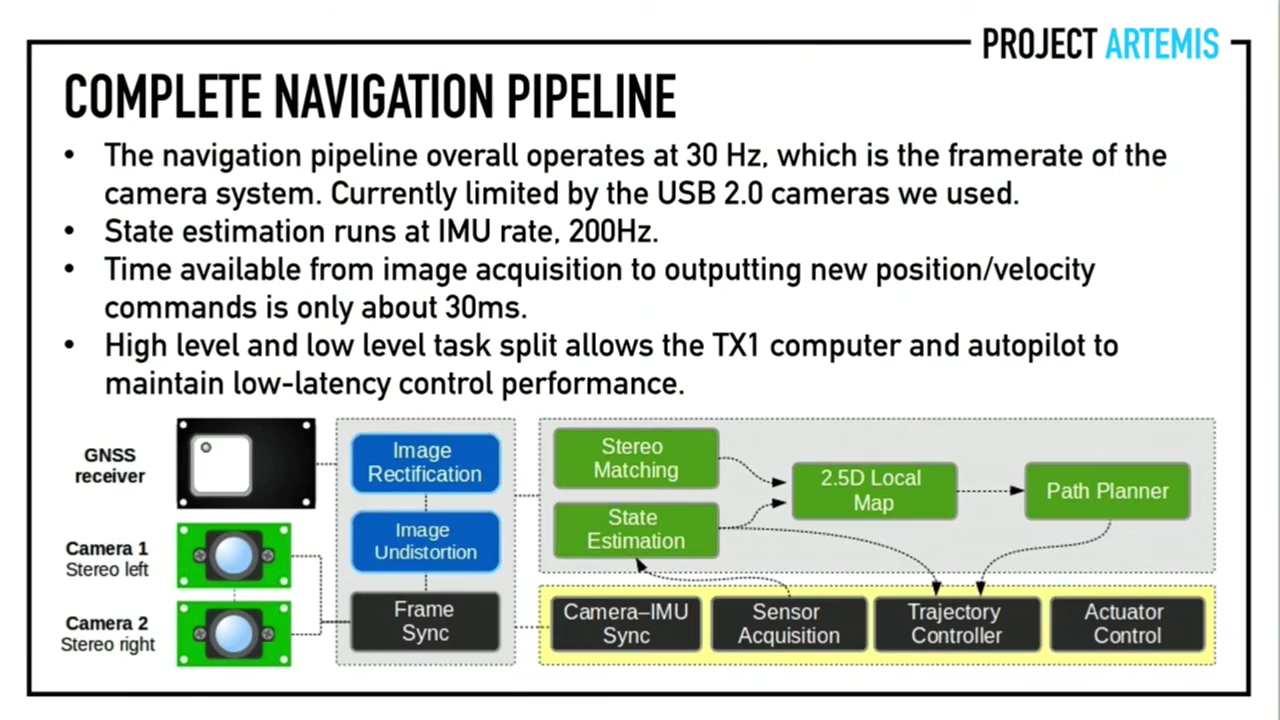 PROJECT ARTEMIS
COMPLETE NAVIGATION PIPELINE
• The navigation pipeline overall operates at 30 Hz, which is the framerate of the
camera system. Currently limited by the USB 2.0 cameras we used.
• State estimation runs at IMU rate, 200Hz.
• Time available from image acquisition to outputting new position/velocity
commands is only about 30ms.
• High level and low level task split allows the TX1 computer and autopilot to
maintain low-latency control performance.
GNSS
receiver
Camera 1
Stereo left
Camera 2
Stereo right
Image
Rectification
Image
Undistortion
Frame
Sync
Stereo
Matching
State
Estimation
2.5D Local
Map
Path Planner
Camera–IMU
Sync
Sensor
Acquisition
Trajectory
Controller
Actuator
Control